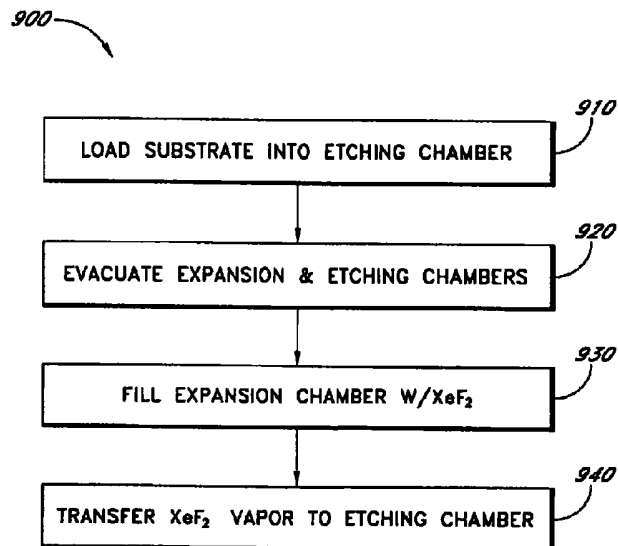 900
910
LOAD SUBSTRATE INTO ETCHING CHAMBER
920
EVACUATE EXPANSION & ETCHING CHAMBERS
930
FILL EXPANSION CHAMBER W/XeF₂
940
TRANSFER XeF₂ VAPOR TO ETCHING CHAMBER